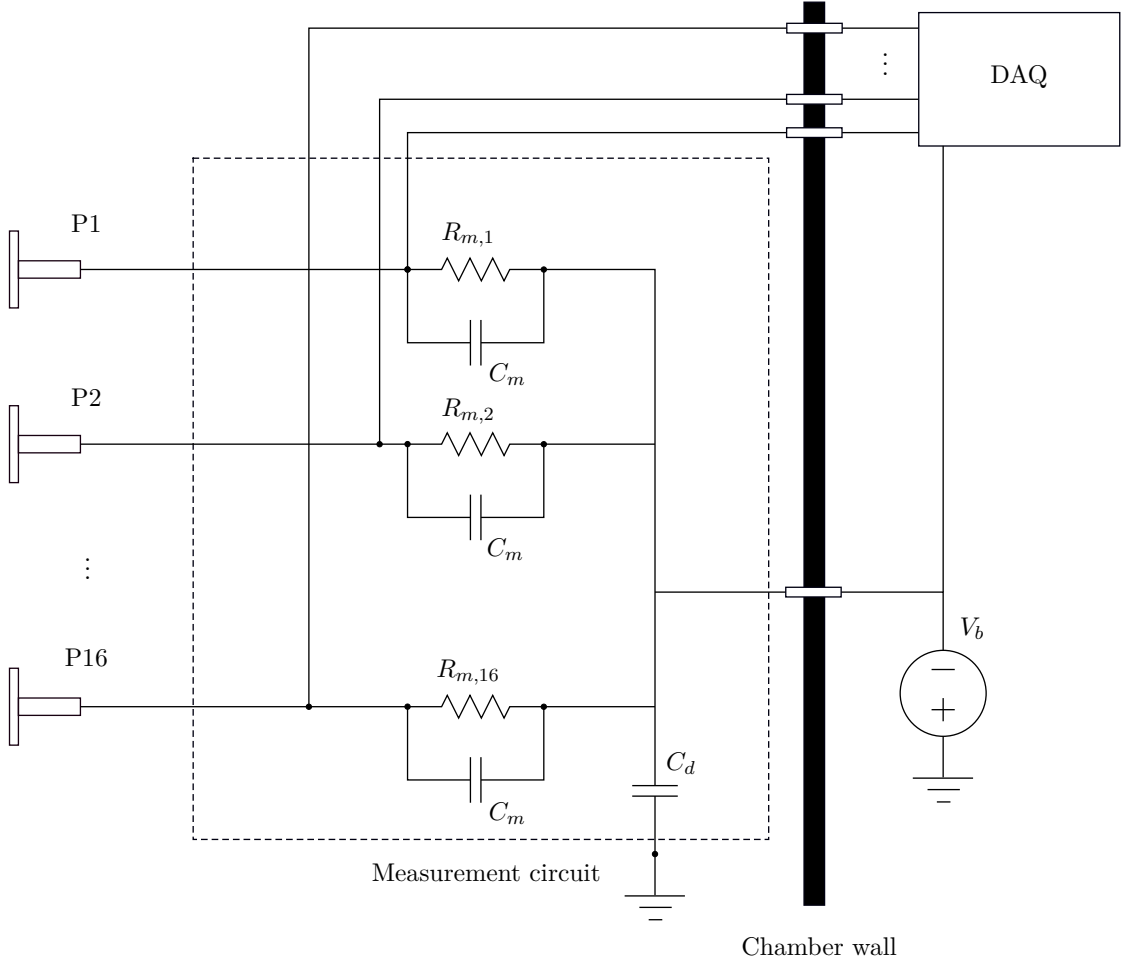 ⋮
DAQ
P1
R_{m,1}
C_m
P2
R_{m,2}
C_m
⋮
P16
R_{m,16}
C_m
V_b
−
+
C_d
Measurement circuit
Chamber wall